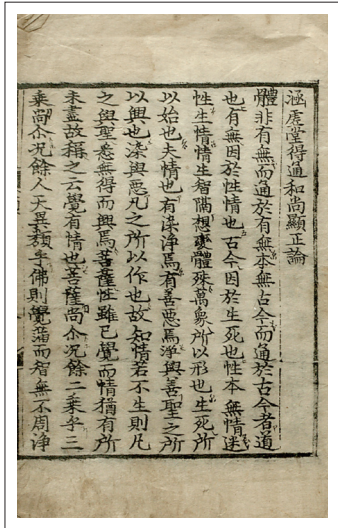 涵虗堂得通和尚顯正論
體非有無而通於有無本無古今而通於古今者道
也有無因於性情也古今因於生死也性本無情迷
性生情情生智隔想變體殊萬象所以形也生死所
以始也夫情也有染淨焉有善惡焉淨與善聖之所
以興也染與惡凡之所以作也故知情若不生則凡
之與聖悉無得而興焉菩薩性雖已覺而情猶有所
未盡故稱之云覺有情也菩薩尚尒況餘二乗乎三
乗尚尒況餘人天異類乎佛則覺滿而智無不周淨